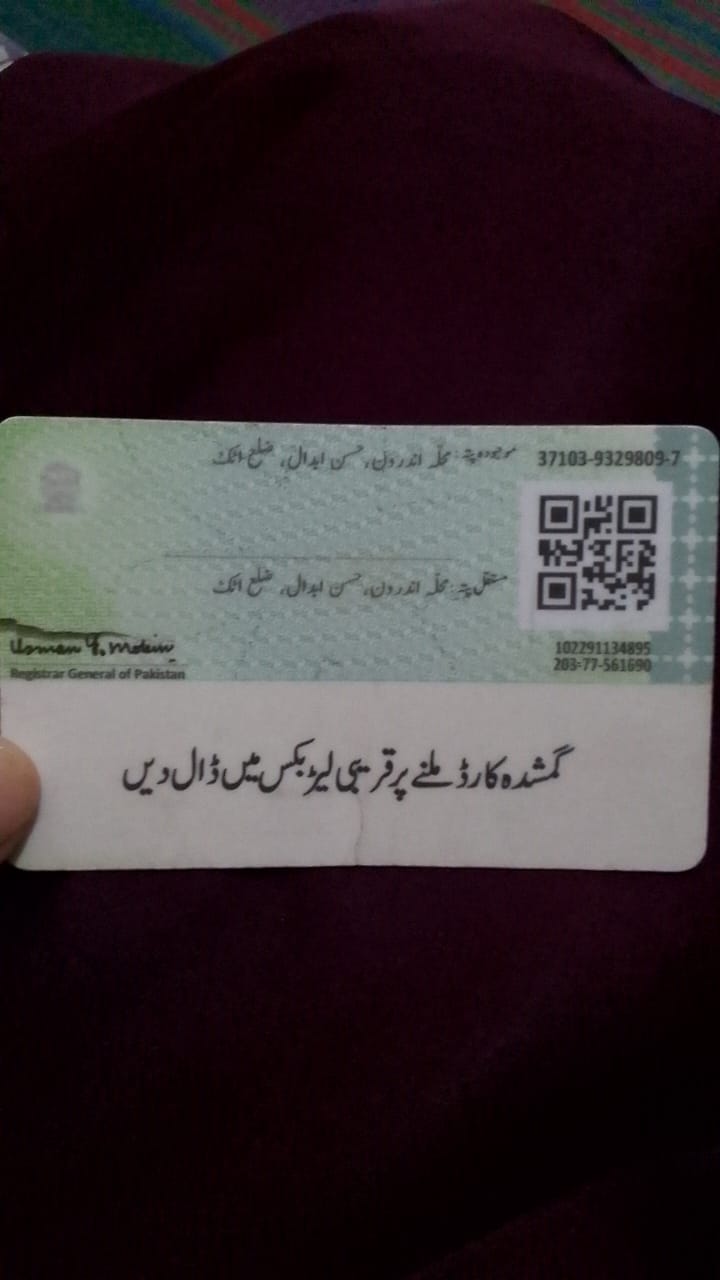 موجودہ پتہ: محلہ اندرون، حسن ابدال، ضلع اٹک
37103-9329809-7
مستقل پتہ: محلہ اندرون، حسن ابدال، ضلع اٹک
Usman Y. Mobin
Registrar General of Pakistan
102291134895
203-77-561690
گمشدہ کارڈ ملنے پر قریبی لیٹر بکس میں ڈال دیں